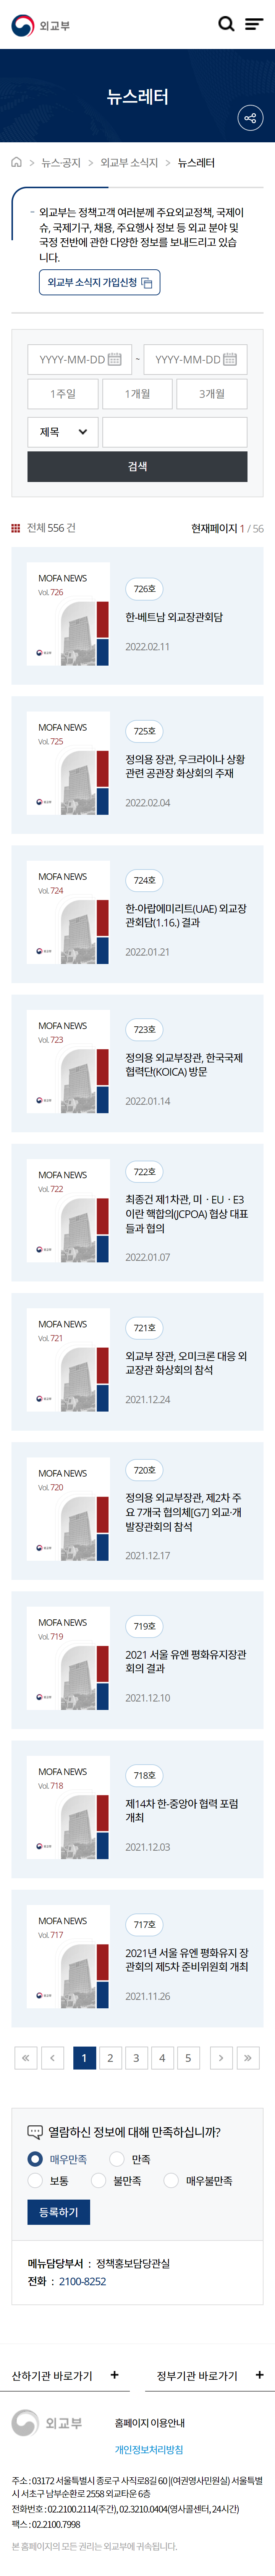 외교부
뉴스레터
뉴스·공지 > 외교부 소식지 > 뉴스레터
- 외교부는 정책고객 여러분께 주요외교정책, 국제이
슈, 국제기구, 채용, 주요행사 정보 등 외교 분야 및
국정 전반에 관한 다양한 정보를 보내드리고 있습
니다.
외교부 소식지 가입신청
YYYY-MM-DD ~ YYYY-MM-DD
1주일 1개월 3개월
제목
검색
전체 556 건 현재페이지 1 / 56
MOFA NEWS
Vol. 726
726호
한-베트남 외교장관회담
2022.02.11
MOFA NEWS
Vol. 725
725호
정의용 장관, 우크라이나 상황
관련 공관장 화상회의 주재
2022.02.04
MOFA NEWS
Vol. 724
724호
한-아랍에미리트(UAE) 외교장
관회담(1.16.) 결과
2022.01.21
MOFA NEWS
Vol. 723
723호
정의용 외교부장관, 한국국제
협력단(KOICA) 방문
2022.01.14
MOFA NEWS
Vol. 722
722호
최종건 제1차관, 미ㆍEUㆍE3
이란 핵합의(JCPOA) 협상 대표
들과 협의
2022.01.07
MOFA NEWS
Vol. 721
721호
외교부 장관, 오미크론 대응 외
교장관 화상회의 참석
2021.12.24
MOFA NEWS
Vol. 720
720호
정의용 외교부장관, 제2차 주
요 7개국 협의체[G7] 외교·개
발장관회의 참석
2021.12.17
MOFA NEWS
Vol. 719
719호
2021 서울 유엔 평화유지장관
회의 결과
2021.12.10
MOFA NEWS
Vol. 718
718호
제14차 한-중앙아 협력 포럼
개최
2021.12.03
MOFA NEWS
Vol. 717
717호
2021년 서울 유엔 평화유지 장
관회의 제5차 준비위원회 개최
2021.11.26
1 2 3 4 5
열람하신 정보에 대해 만족하십니까?
매우만족 만족
보통 불만족 매우불만족
등록하기
메뉴담당부서 : 정책홍보담당관실
전화 : 2100-8252
산하기관 바로가기 + 정부기관 바로가기 +
외교부
홈페이지 이용안내
개인정보처리방침
주소 : 03172 서울특별시 종로구 사직로8길 60 |(여권영사민원실) 서울특별
시 서초구 남부순환로 2558 외교타운 6층
전화번호 : 02.2100.2114(주간), 02.3210.0404(영사콜센터, 24시간)
팩스 : 02.2100.7998
본 홈페이지의 모든 권리는 외교부에 귀속됩니다.